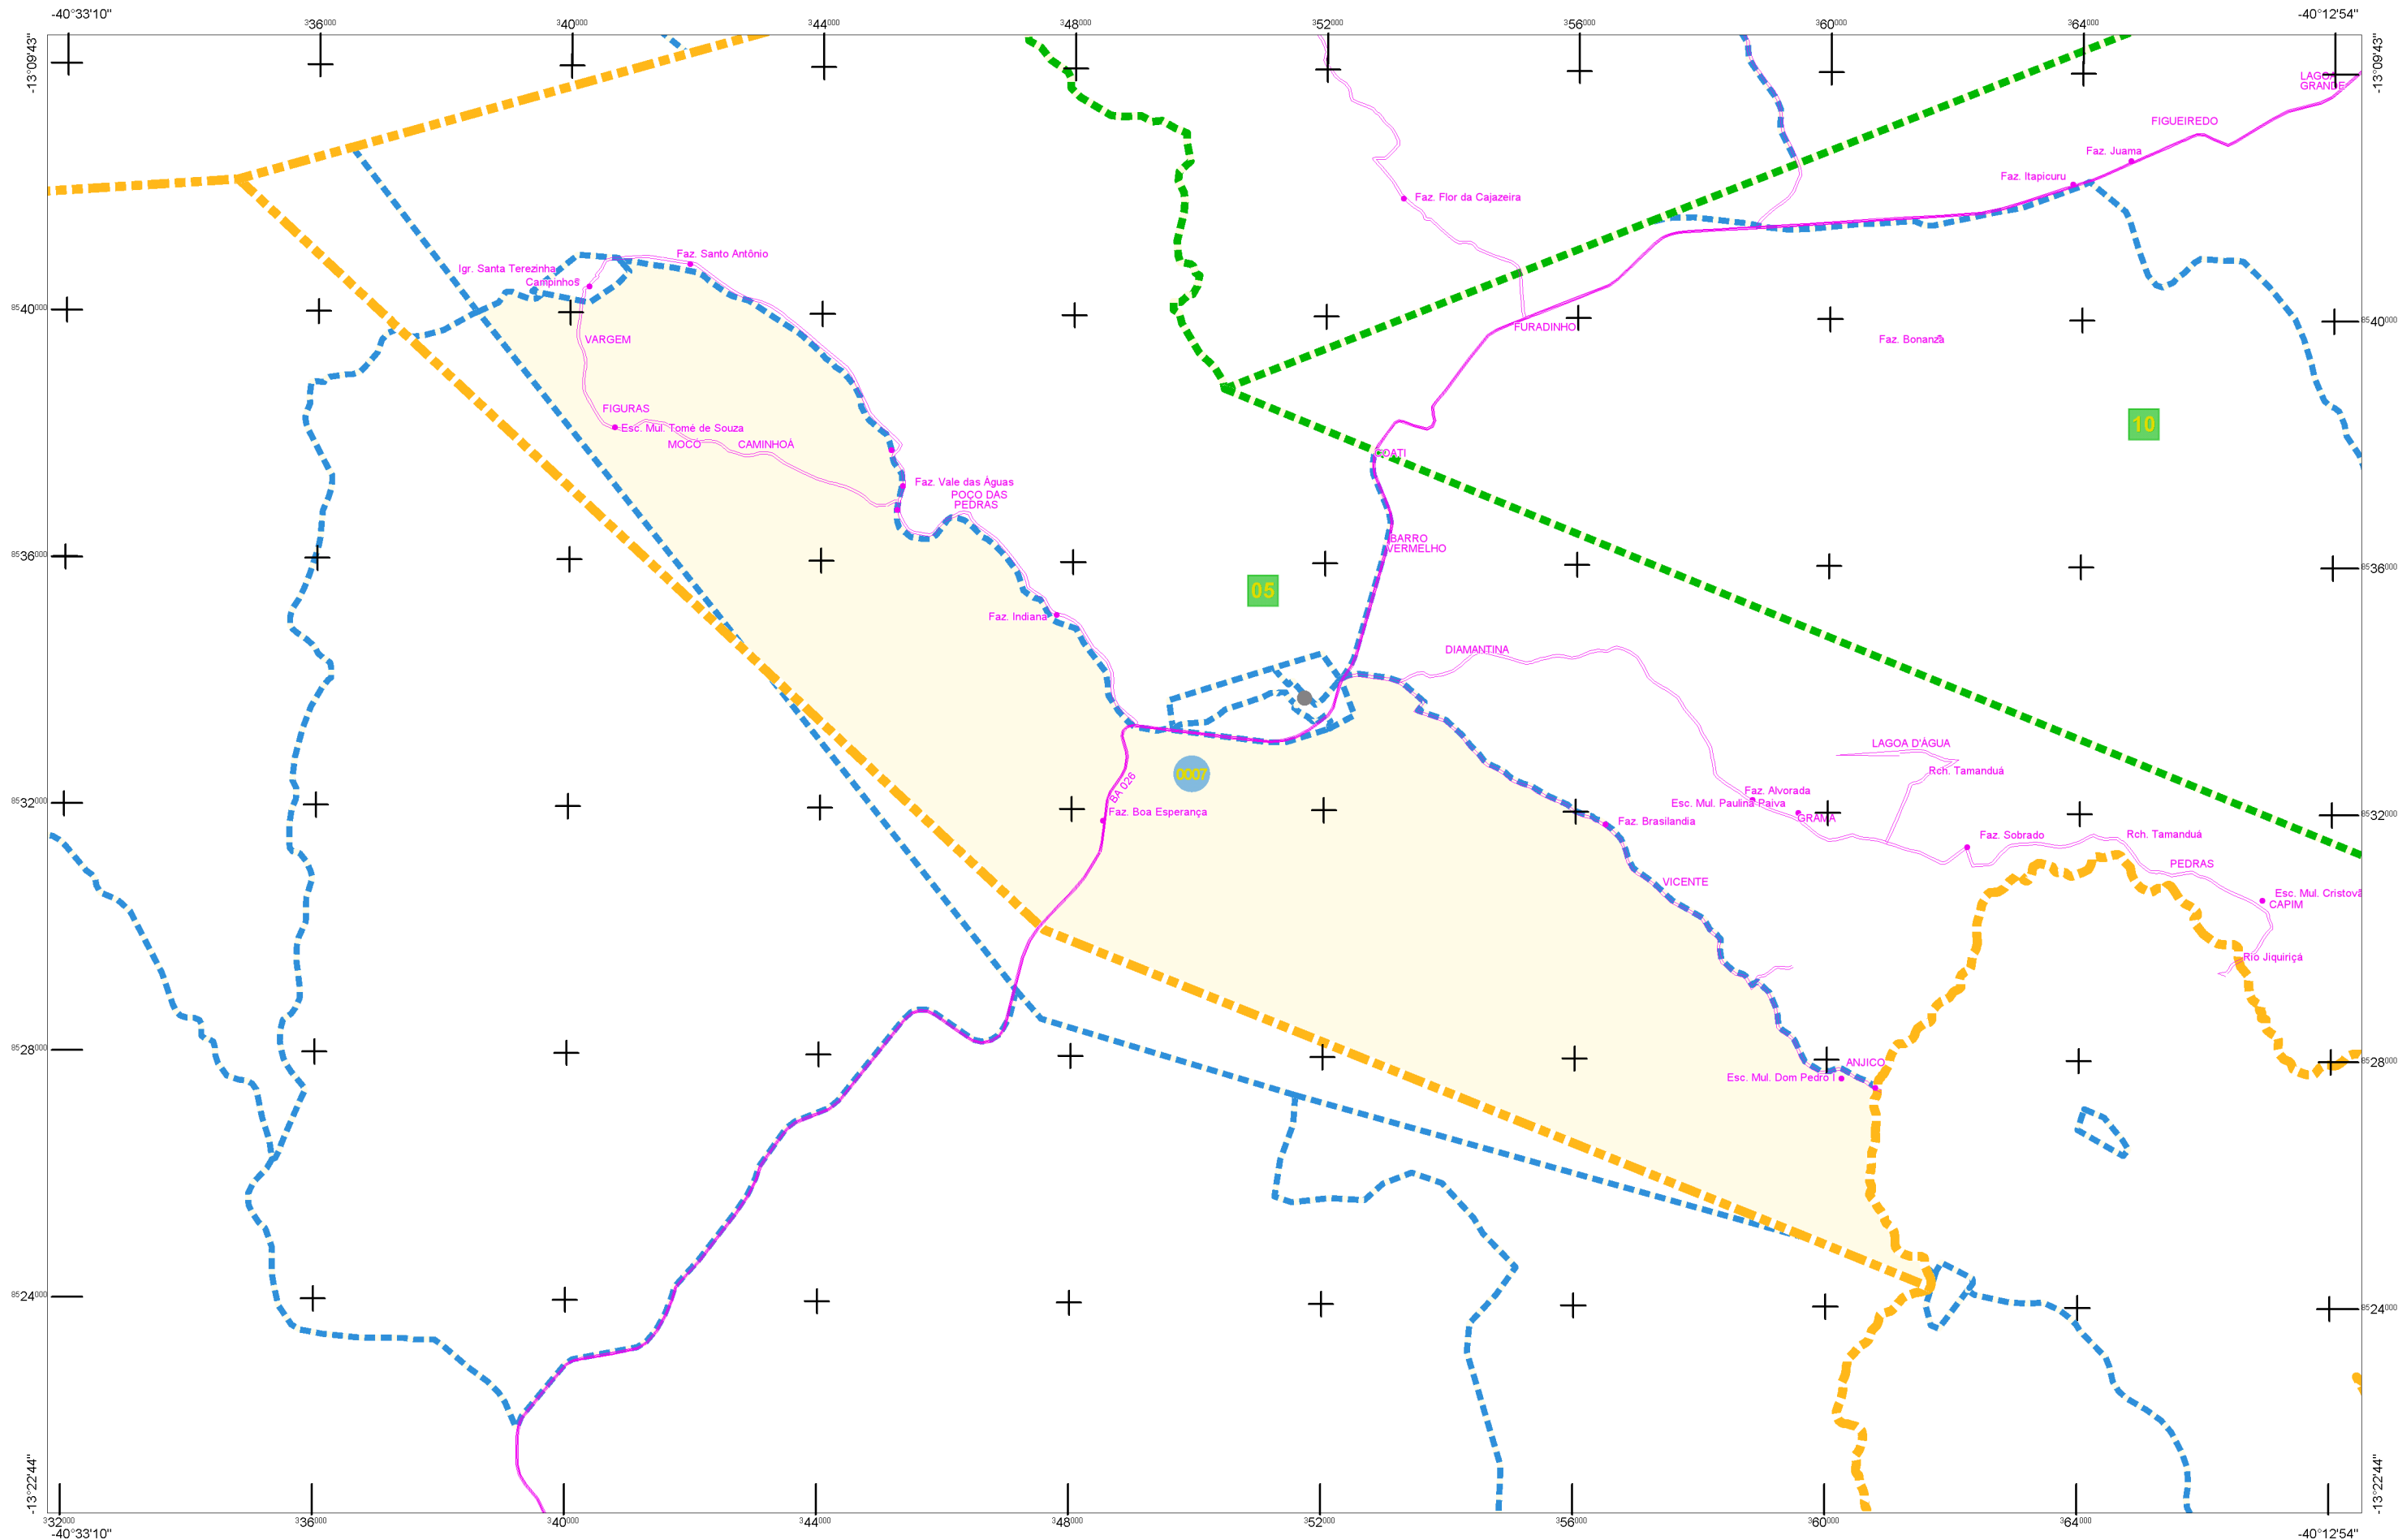 -40°33'10"
-40°12'54"
336000
340000
344000
348000
352000
356000
360000
364000
-13°09'43"
-13°09'43"
LAGOA
GRANDE
FIGUEIREDO
Faz. Juama
Faz. Itapicuru
Faz. Flor da Cajazeira
Faz. Santo Antônio
Igr. Santa Terezinha
Campinhos
8540000
8540000
FURADINHO
VARGEM
Faz. Bonanza
FIGURAS
Esc. Mul. Tomé de Souza
10
MOCO
CAMINHOÁ
COATI
Faz. Vale das Águas
POÇO DAS
PEDRAS
BARRO
VERMELHO
8536000
8536000
05
Faz. Indiana
DIAMANTINA
LAGOA D'ÁGUA
Rch. Tamanduá
0007
BA 026
Faz. Alvorada
Esc. Mul. Paulina Paiva
8532000
8532000
Faz. Boa Esperança
GRAMA
Faz. Brasilandia
Faz. Sobrado
Rch. Tamanduá
PEDRAS
VICENTE
Esc. Mul. Cristovã
CAPIM
Rio Jiquiriçá
8528000
8528000
ANJICO
Esc. Mul. Dom Pedro I
8524000
8524000
-13°22'44"
-13°22'44"
332000
336000
340000
344000
348000
352000
356000
360000
364000
-40°33'10"
-40°12'54"